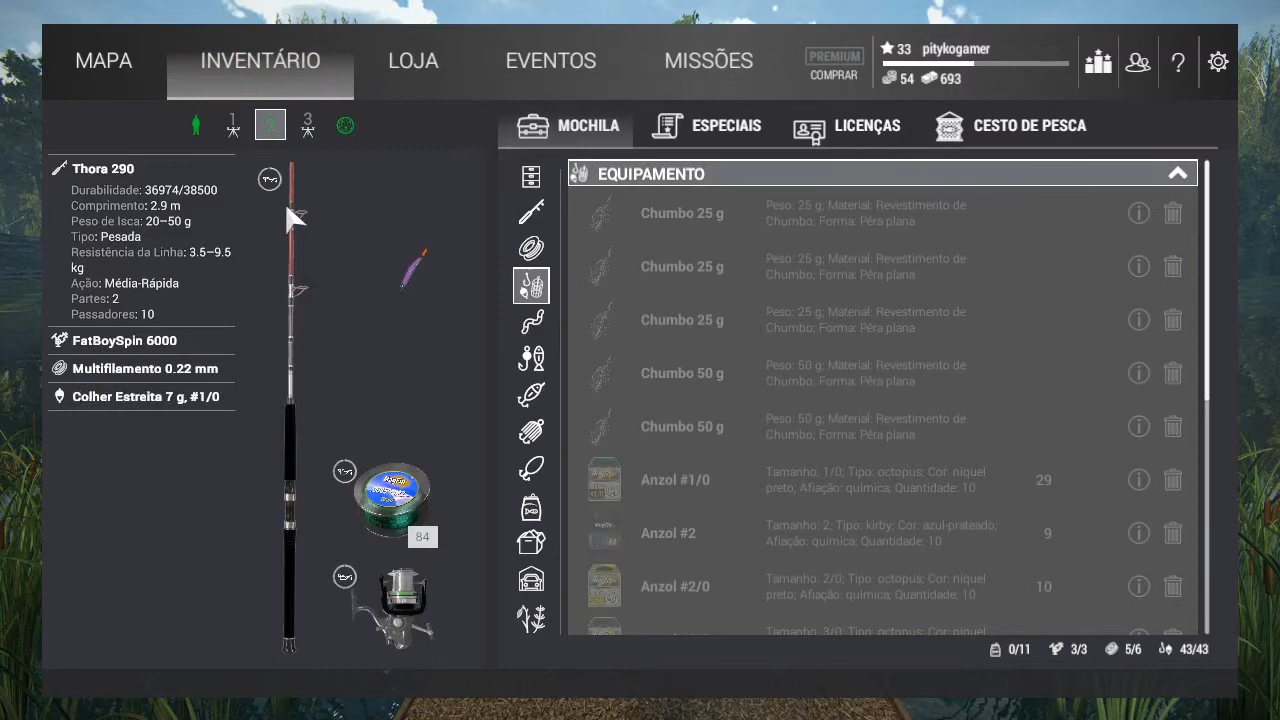 MAPA
INVENTÁRIO
LOJA
EVENTOS
MISSÕES
PREMIUM
COMPRAR
33 pitykogamer
54 693
1
2
3
MOCHILA
ESPECIAIS
LICENÇAS
CESTO DE PESCA
Thora 290
Durabilidade: 36974/38500
Comprimento: 2.9 m
Peso de Isca: 20–50 g
Tipo: Pesada
Resistência da Linha: 3.5–9.5
kg
Ação: Média-Rápida
Partes: 2
Passadores: 10
FatBoySpin 6000
Multifilamento 0.22 mm
Colher Estreita 7 g, #1/0
84
EQUIPAMENTO
Chumbo 25 g
Peso: 25 g; Material: Revestimento de
Chumbo; Forma: Pêra plana
Chumbo 25 g
Peso: 25 g; Material: Revestimento de
Chumbo; Forma: Pêra plana
Chumbo 25 g
Peso: 25 g; Material: Revestimento de
Chumbo; Forma: Pêra plana
Chumbo 50 g
Peso: 50 g; Material: Revestimento de
Chumbo; Forma: Pêra plana
Chumbo 50 g
Peso: 50 g; Material: Revestimento de
Chumbo; Forma: Pêra plana
Anzol #1/0
Tamanho: 1/0; Tipo: octopus; Cor: níquel
preto; Afiação: química; Quantidade: 10
29
Anzol #2
Tamanho: 2; Tipo: kirby; Cor: azul-prateado;
Afiação: química; Quantidade: 10
9
Anzol #2/0
Tamanho: 2/0; Tipo: octopus; Cor: níquel
preto; Afiação: química; Quantidade: 10
10
Tamanho: 3/0; Tipo: octopus; Cor: níquel
0/11 3/3 5/6 43/43